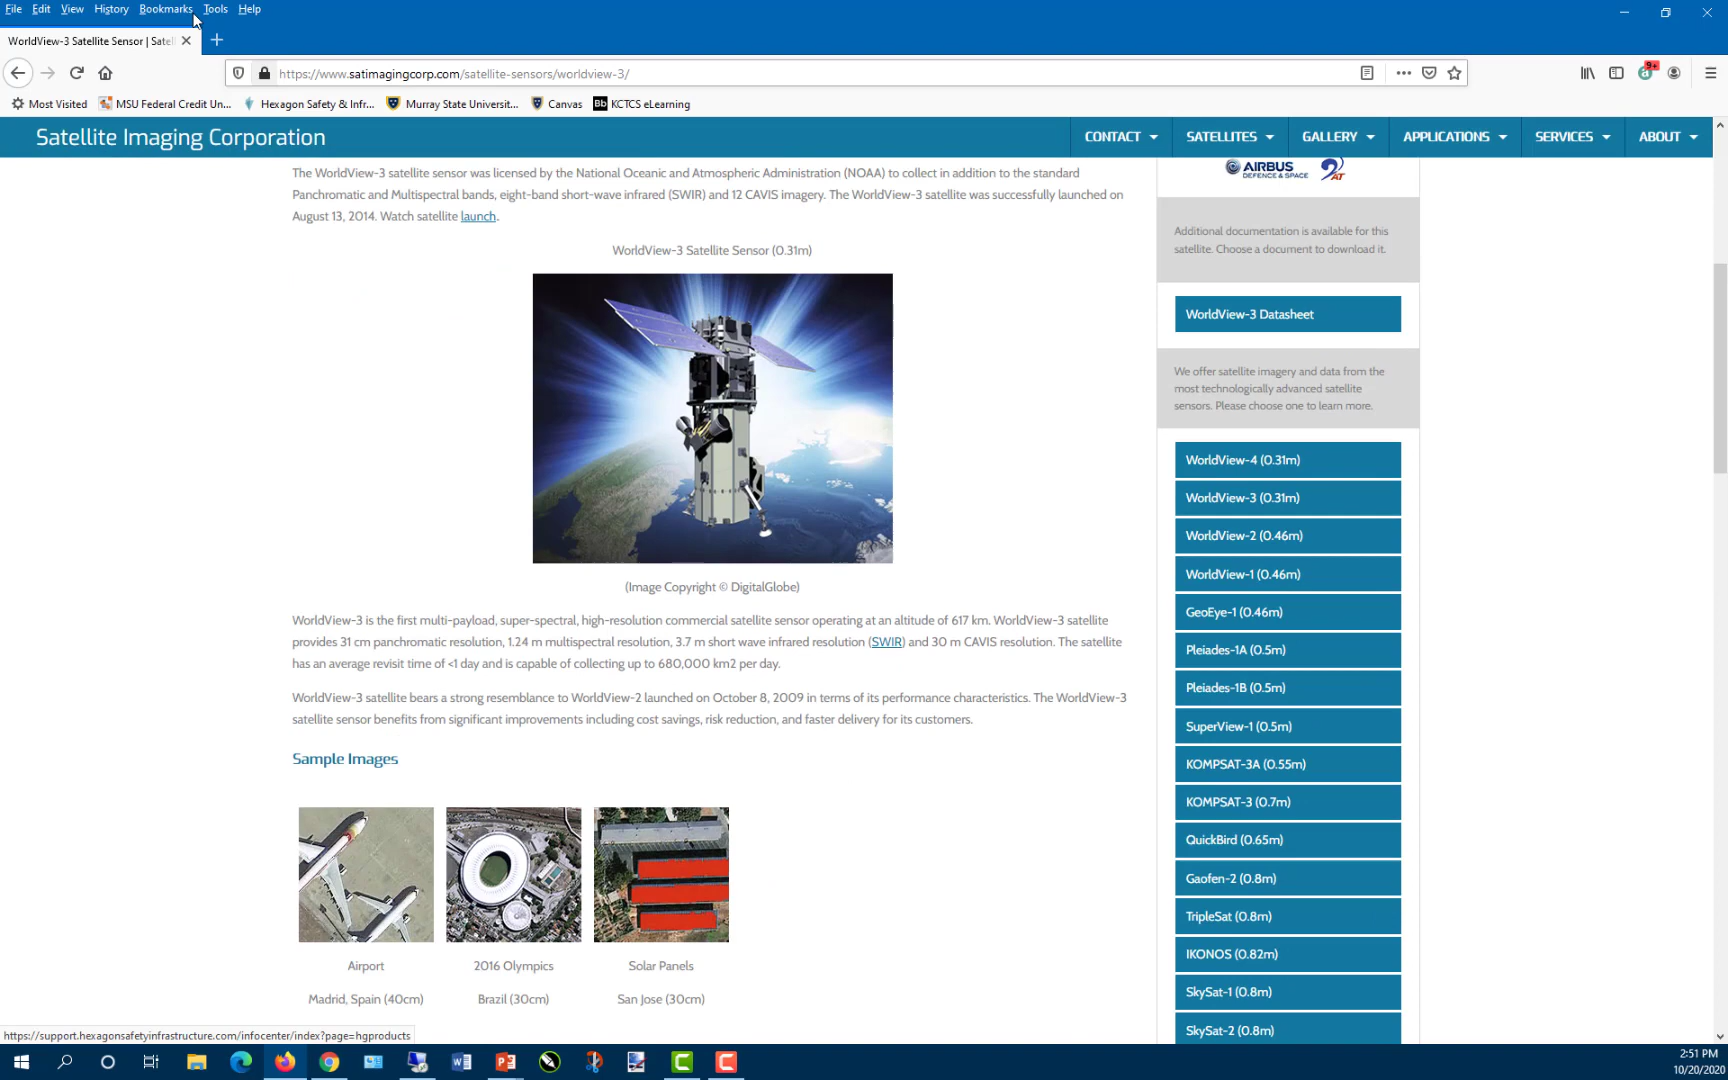 File Edit View History Bookmarks Tools Help
WorldView-3 Satellite Sensor | Satel
https://www.satimagingcorp.com/satellite-sensors/worldview-3/
9+
Most Visited MSU Federal Credit Un... Hexagon Safety & Infr... Murray State Universit... Canvas Bb KCTCS eLearning
Satellite Imaging Corporation CONTACT SATELLITES GALLERY APPLICATIONS SERVICES ABOUT
The WorldView-3 satellite sensor was licensed by the National Oceanic and Atmospheric Administration (NOAA) to collect in addition to the standard
Panchromatic and Multispectral bands, eight-band short-wave infrared (SWIR) and 12 CAVIS imagery. The WorldView-3 satellite was successfully launched on
August 13, 2014. Watch satellite launch.
WorldView-3 Satellite Sensor (0.31m)
(Image Copyright © DigitalGlobe)
WorldView-3 is the first multi-payload, super-spectral, high-resolution commercial satellite sensor operating at an altitude of 617 km. WorldView-3 satellite
provides 31 cm panchromatic resolution, 1.24 m multispectral resolution, 3.7 m short wave infrared resolution (SWIR) and 30 m CAVIS resolution. The satellite
has an average revisit time of <1 day and is capable of collecting up to 680,000 km2 per day.
WorldView-3 satellite bears a strong resemblance to WorldView-2 launched on October 8, 2009 in terms of its performance characteristics. The WorldView-3
satellite sensor benefits from significant improvements including cost savings, risk reduction, and faster delivery for its customers.
Sample Images
Airport 2016 Olympics Solar Panels
Madrid, Spain (40cm) Brazil (30cm) San Jose (30cm)
AIRBUS
DEFENCE & SPACE
2AT
Additional documentation is available for this
satellite. Choose a document to download it.
WorldView-3 Datasheet
We offer satellite imagery and data from the
most technologically advanced satellite
sensors. Please choose one to learn more.
WorldView-4 (0.31m)
WorldView-3 (0.31m)
WorldView-2 (0.46m)
WorldView-1 (0.46m)
GeoEye-1 (0.46m)
Pleiades-1A (0.5m)
Pleiades-1B (0.5m)
SuperView-1 (0.5m)
KOMPSAT-3A (0.55m)
KOMPSAT-3 (0.7m)
QuickBird (0.65m)
Gaofen-2 (0.8m)
TripleSat (0.8m)
IKONOS (0.82m)
SkySat-1 (0.8m)
SkySat-2 (0.8m)
https://support.hexagonsafetyinfrastructure.com/infocenter/index?page=hgproducts
2:51 PM
10/20/2020